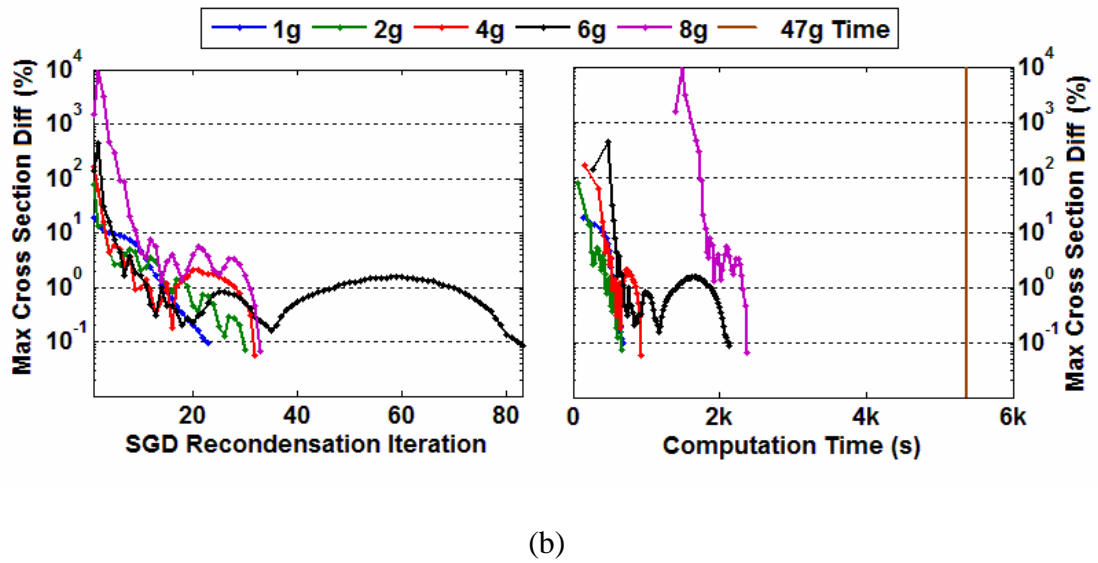 1g 2g 4g 6g 8g 47g Time
Max Cross Section Diff (%)
10^4
10^3
10^2
10^1
10^0
10^-1
20 40 60 80
SGD Recondensation Iteration
0 2k 4k 6k
Computation Time (s)
10^4
10^3
10^2
10^1
10^0
10^-1
Max Cross Section Diff (%)
(b)